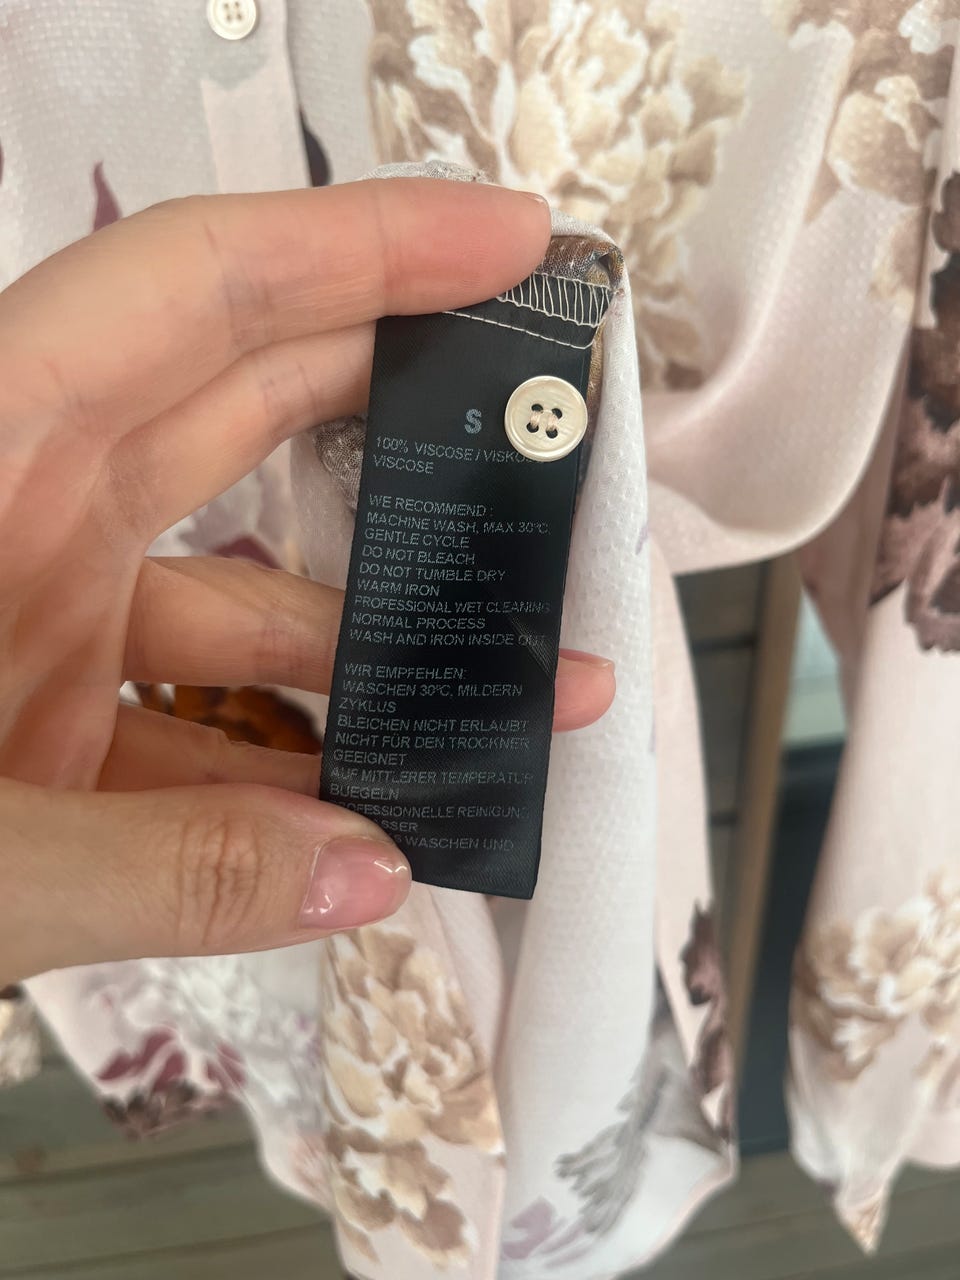 S
100% VISCOSE / VISKOSE
VISCOSE
WE RECOMMEND :
MACHINE WASH, MAX 30°C,
GENTLE CYCLE
DO NOT BLEACH
DO NOT TUMBLE DRY
WARM IRON
PROFESSIONAL WET CLEANING
NORMAL PROCESS
WASH AND IRON INSIDE OUT
WIR EMPFEHLEN:
WASCHEN 30°C, MILDERN
ZYKLUS
BLEICHEN NICHT ERLAUBT
NICHT FÜR DEN TROCKNER
GEEIGNET
AUF MITTLERER TEMPERATUR
BUEGELN
PROFESSIONNELLE REINIGUNG
WASCHEN UND